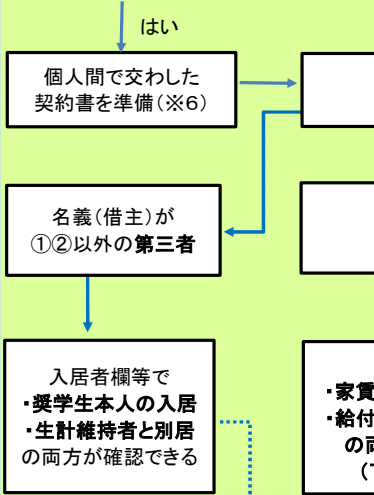 はい
個人間で交わした
契約書を準備(※6)
名義(借主)が
①②以外の第三者
入居者欄等で
・奨学生本人の入居
・生計維持者と別居
の両方が確認できる
・家賃
・給付
の両
(